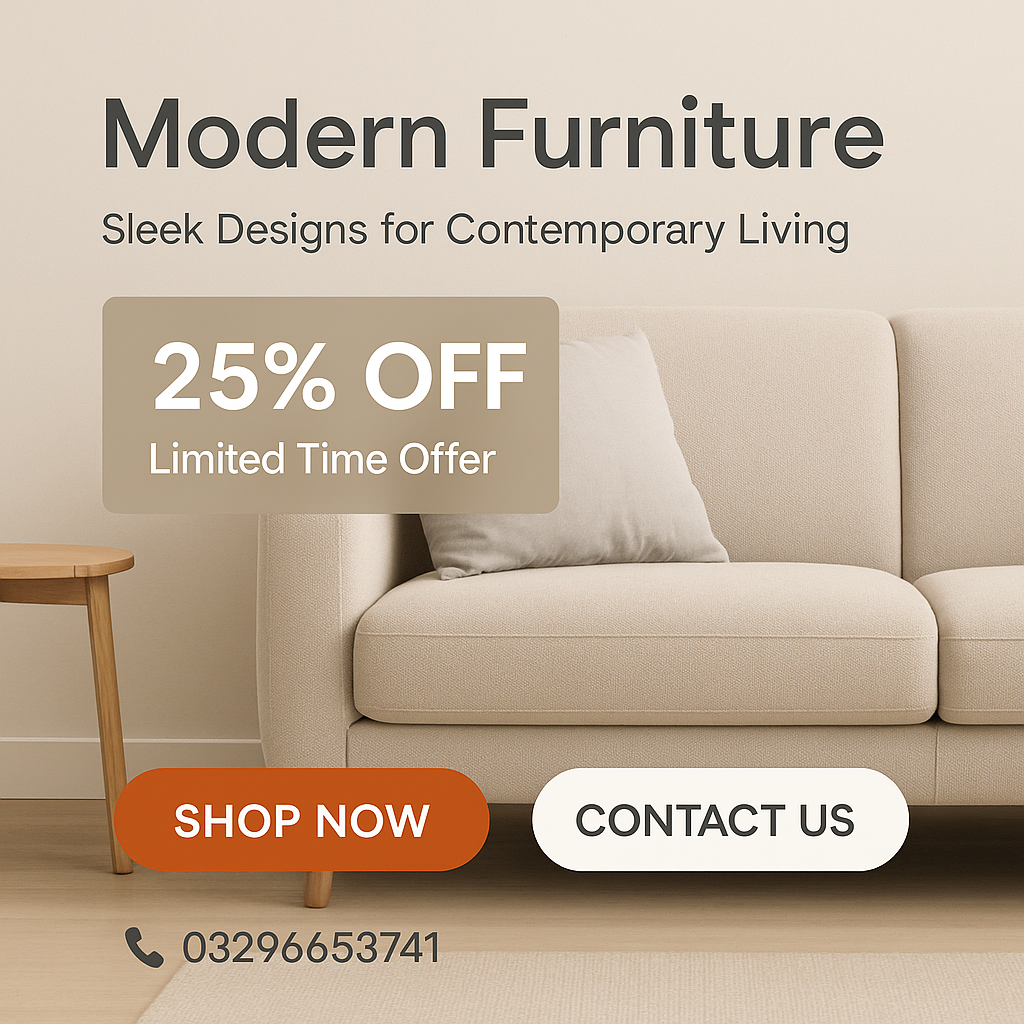 Modern Furniture
Sleek Designs for Contemporary Living
25% OFF
Limited Time Offer
SHOP NOW
CONTACT US
03296653741